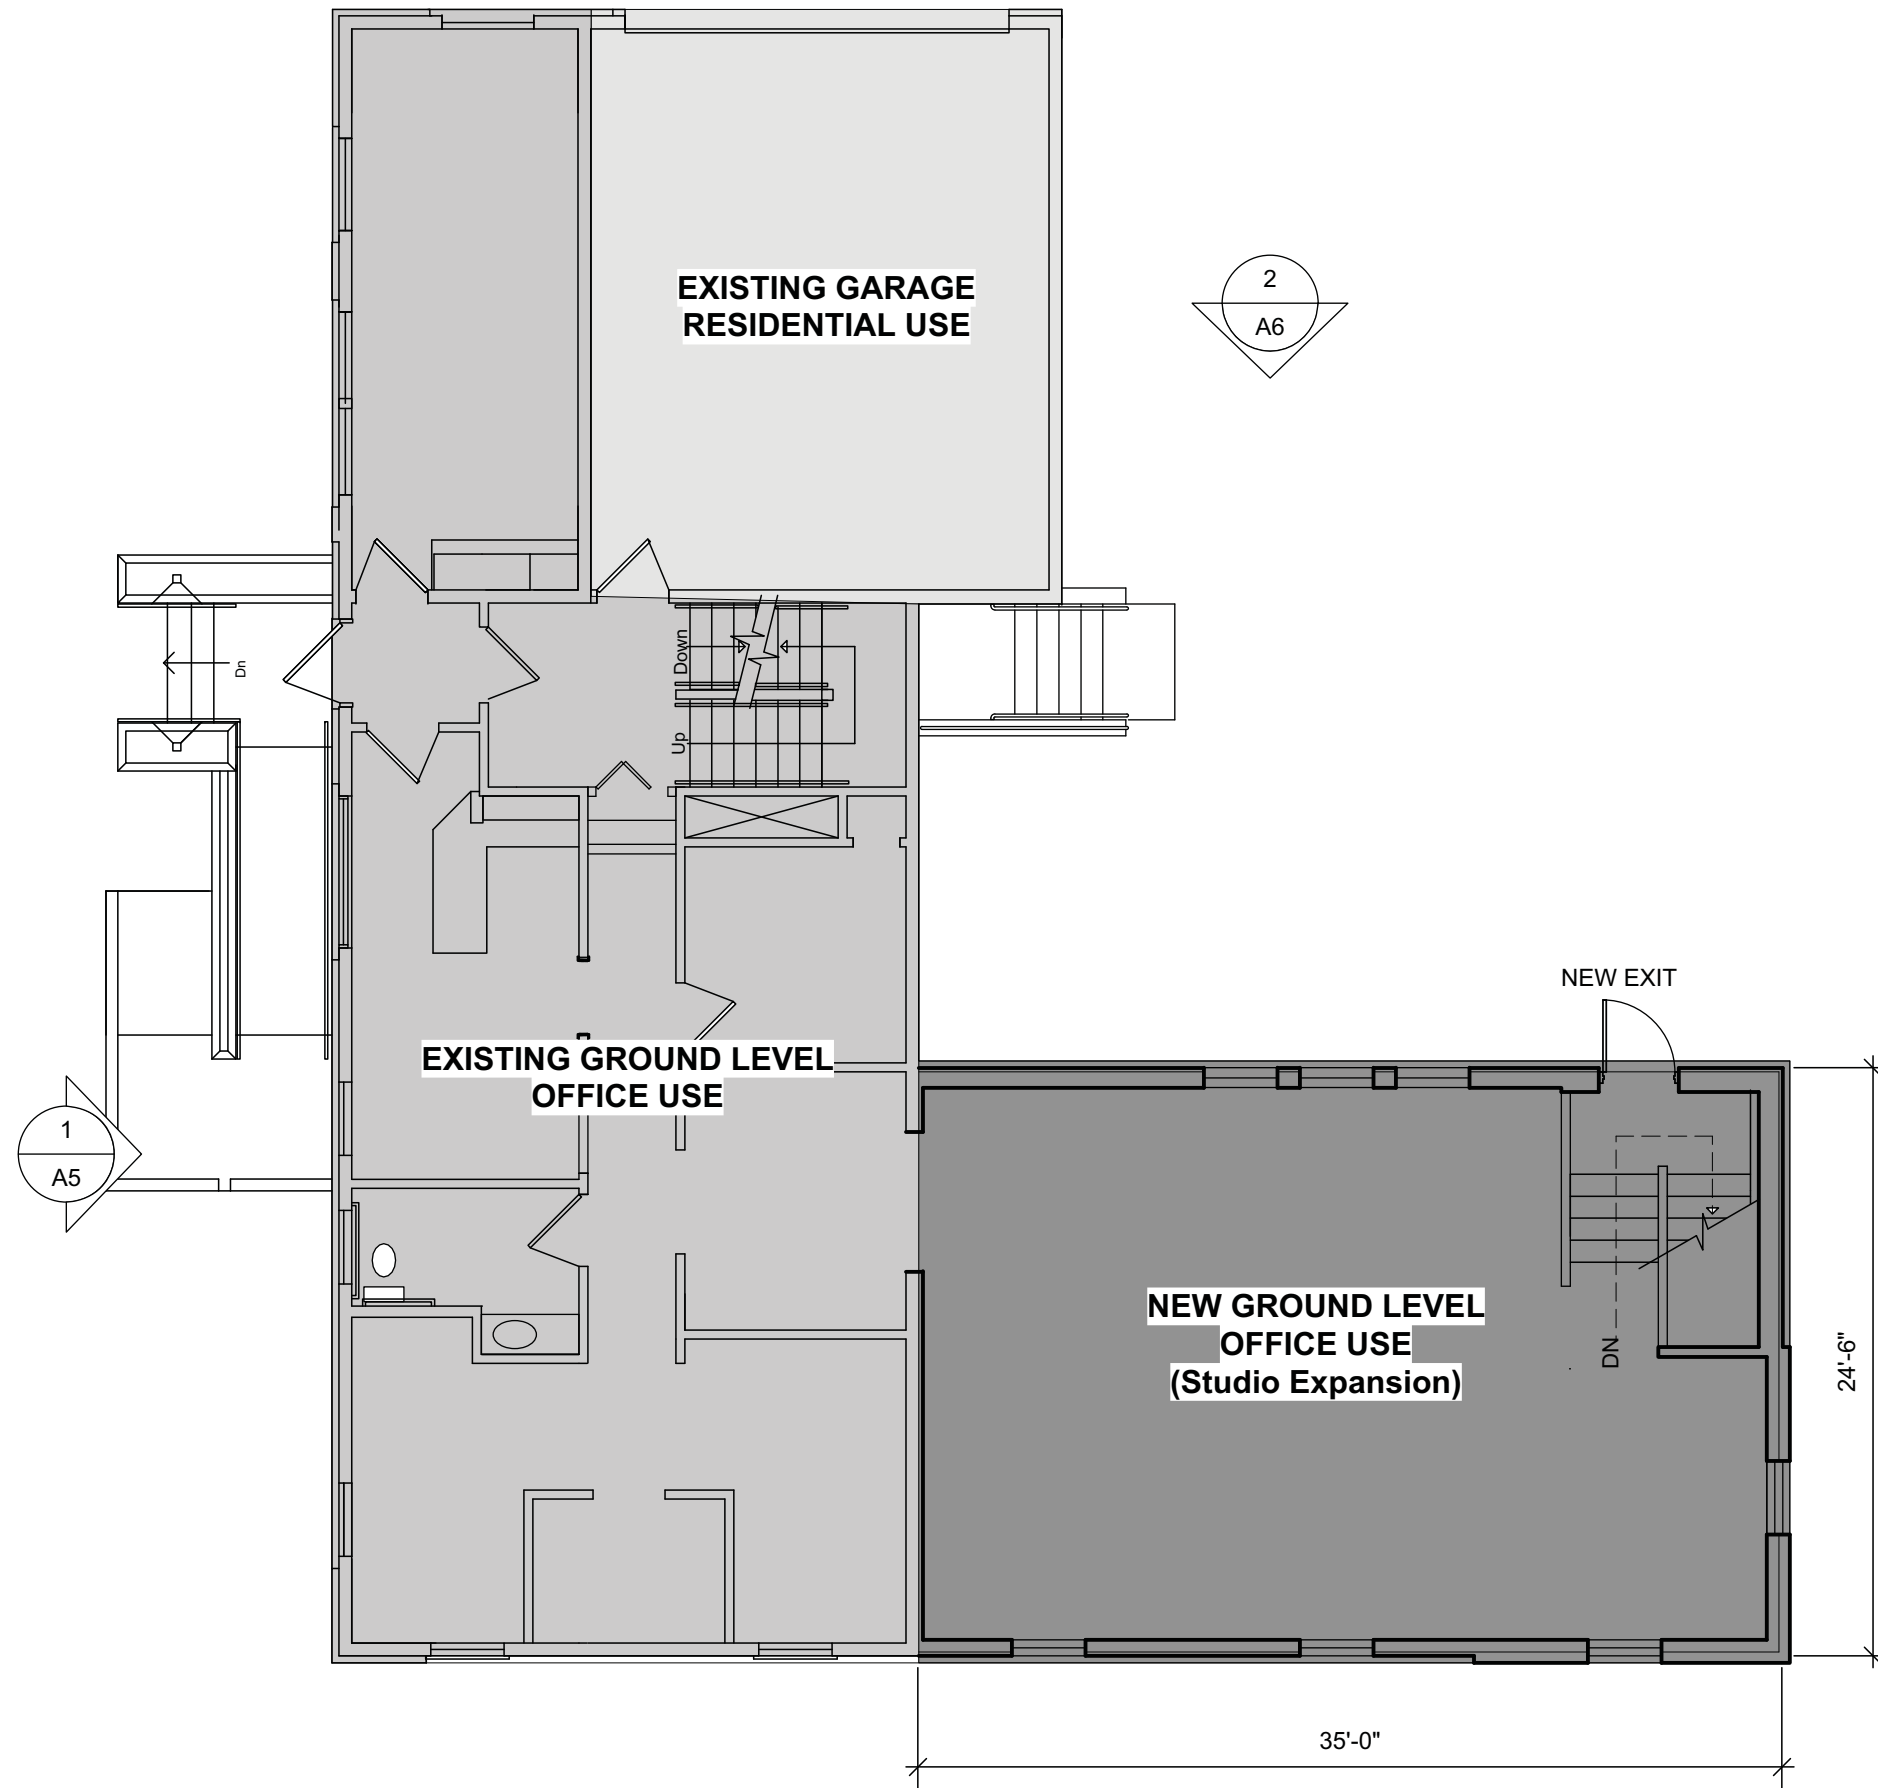 EXISTING GARAGE
RESIDENTIAL USE
2
A6
Down
Dn
Up
NEW EXIT
EXISTING GROUND LEVEL
OFFICE USE
1
A5
NEW GROUND LEVEL
OFFICE USE
(Studio Expansion)
DN
24'-6"
35'-0"